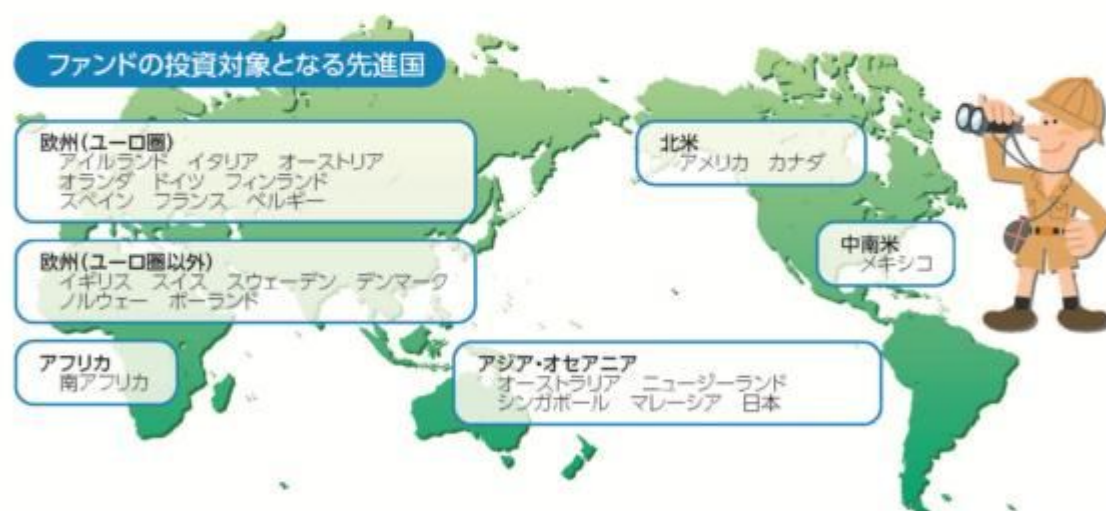 ファンドの投資対象となる先進国
欧州(ユーロ圏)
アイルランド イタリア オーストリア
オランダ ドイツ フィンランド
スペイン フランス ベルギー
北米
アメリカ カナダ
中南米
メキシコ
欧州(ユーロ圏以外)
イギリス スイス スウェーデン デンマーク
ノルウェー ポーランド
アフリカ
南アフリカ
アジア・オセアニア
オーストラリア ニュージーランド
シンガポール マレーシア 日本